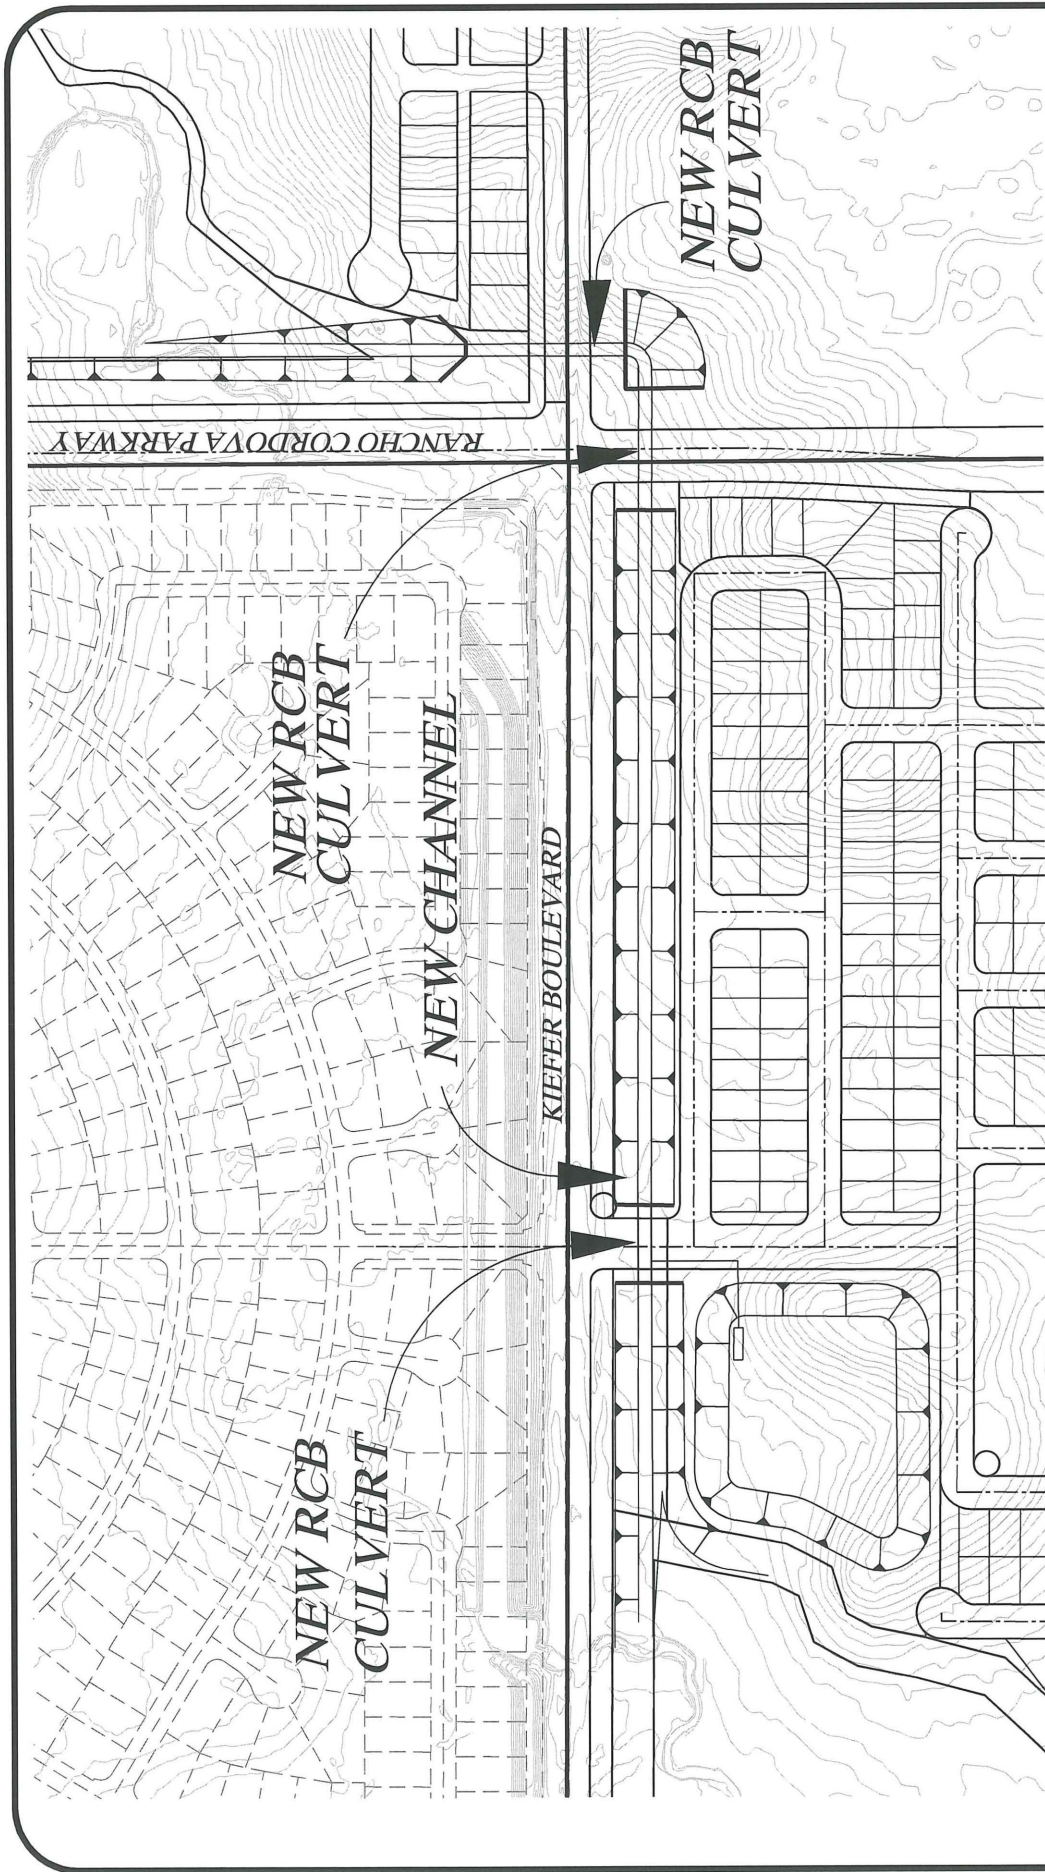 NEW RCB
CULVERT
RANCHO CORDOVA PARKWAY
NEW RCB
CULVERT
NEW CHANNEL
KIEFER BOULEVARD
NEW RCB
CULVERT